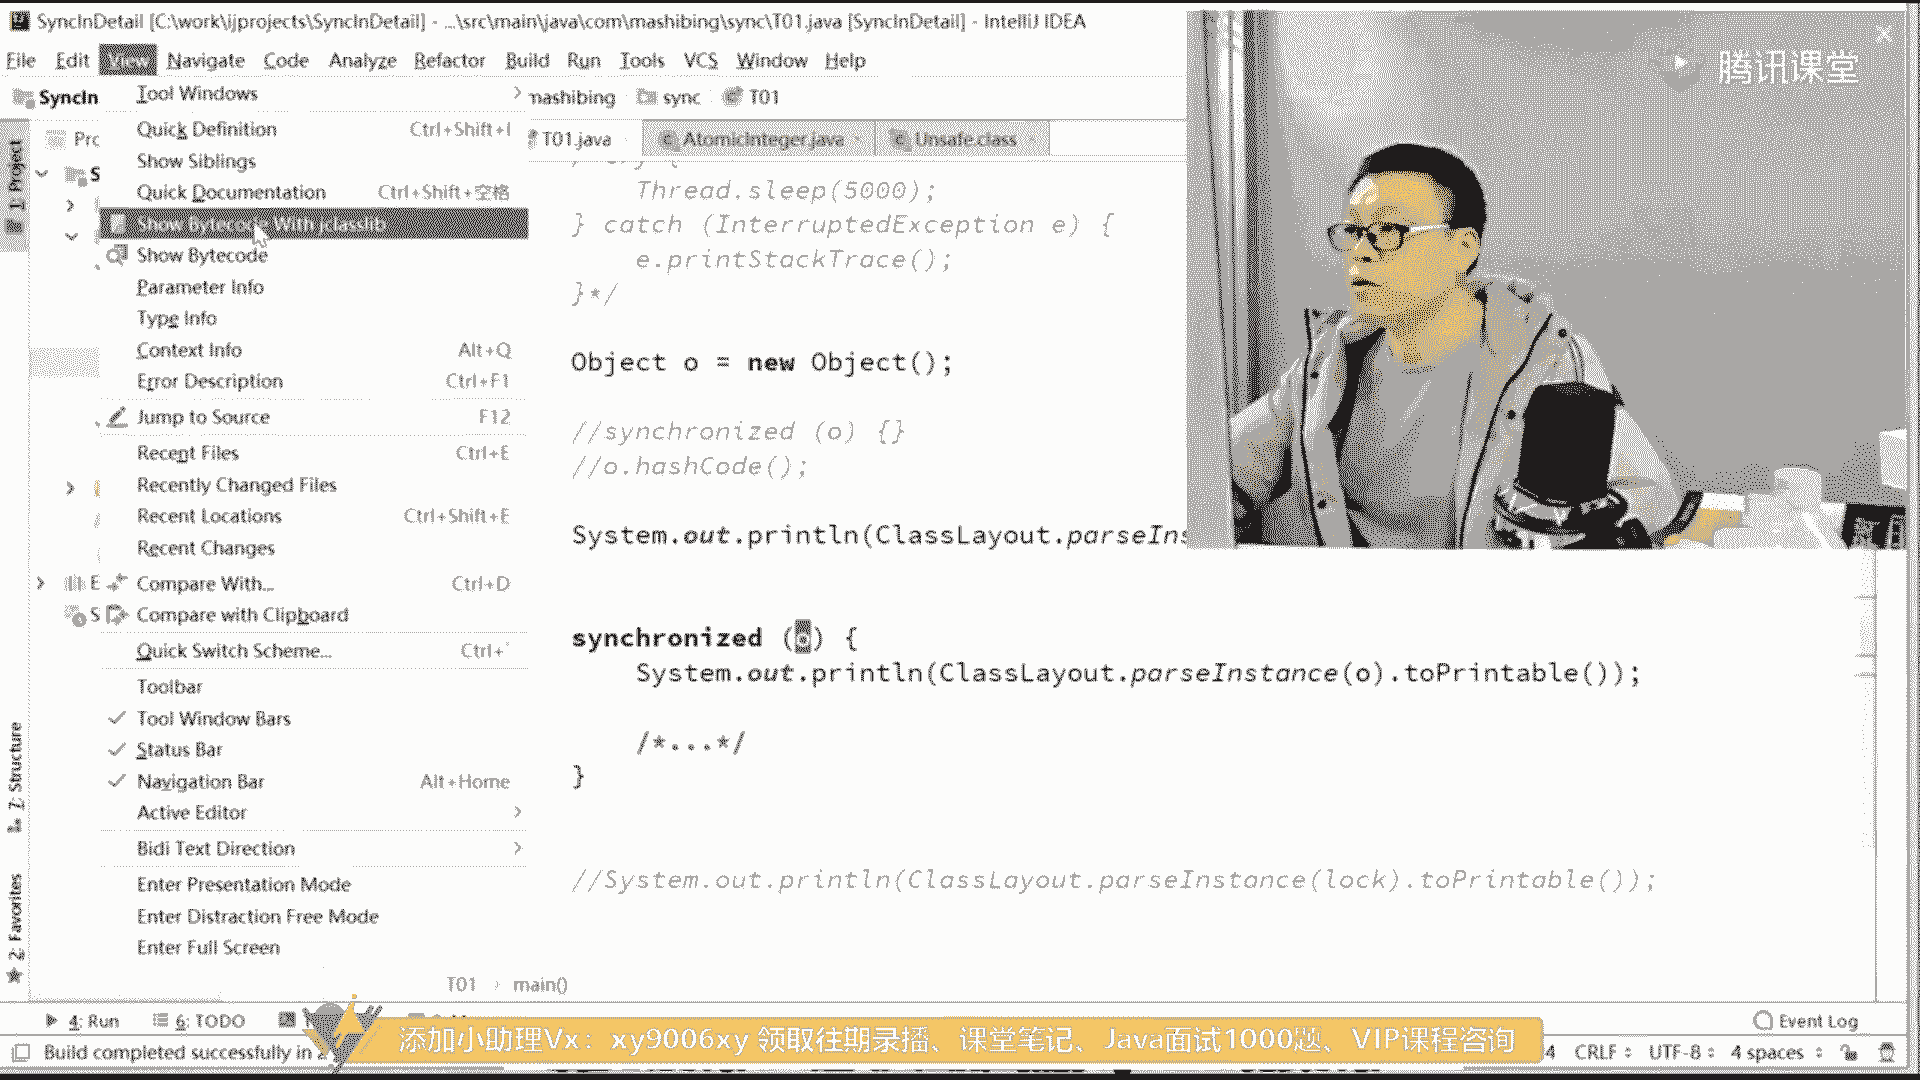 SyncInDetail [C:\work\ijprojects\SyncInDetail] - ...\src\main\java\com\mashibing\sync\T01.java [SyncInDetail] - IntelliJ IDEA
File Edit View Navigate Code Analyze Refactor Build Run Tools VCS Window Help
腾讯课堂
SyncIn
mashibing sync T01
Tool Windows
Quick Definition Ctrl+Shift+I
Show Siblings
Quick Documentation Ctrl+Shift+空格
Show Bytecode With jclasslib
Show Bytecode
Parameter Info
Type Info
Context Info Alt+Q
Error Description Ctrl+F1
Jump to Source F12
Recent Files Ctrl+E
Recently Changed Files
Recent Locations Ctrl+Shift+E
Recent Changes
Compare With... Ctrl+D
Compare with Clipboard
Quick Switch Scheme... Ctrl+`
Toolbar
Tool Window Bars
Status Bar
Navigation Bar Alt+Home
Active Editor
Bidi Text Direction
Enter Presentation Mode
Enter Distraction Free Mode
Enter Full Screen
1: Project
7: Structure
2: Favorites
Prc
S
E
S
T01.java AtomicInteger.java Unsafe.class
Thread.sleep(5000);
} catch (InterruptedException e) {
e.printStackTrace();
}*/
Object o = new Object();
//synchronized (o) {}
//o.hashCode();
System.out.println(ClassLayout.parseIns
synchronized (o) {
System.out.println(ClassLayout.parseInstance(o).toPrintable());
/*...*/
}
//System.out.println(ClassLayout.parseInstance(lock).toPrintable());
T01 › main()
4: Run 6: TODO Event Log
添加小助理Vx：xy9006xy 领取往期录播、课堂笔记、Java面试1000题、VIP课程咨询
Build completed successfully in 4 CRLF UTF-8 4 spaces